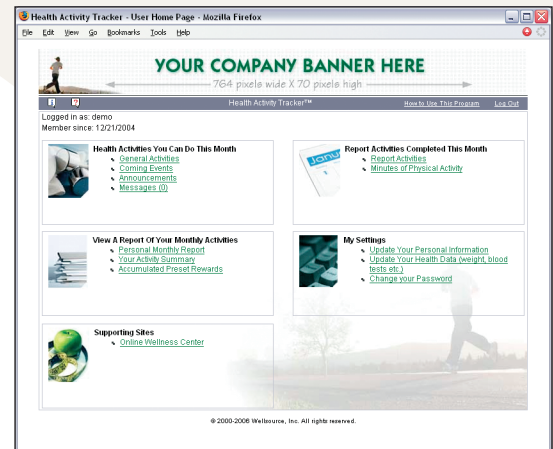 Health Activity Tracker - User Home Page - Mozilla Firefox
File Edit View Go Bookmarks Tools Help
YOUR COMPANY BANNER HERE
764 pixels wide X 70 pixels high
Health Activity Tracker™ How to Use This Program Log Out
Logged in as: demo
Member since: 12/21/2004
Health Activities You Can Do This Month
General Activities
Coming Events
Announcements
Messages (0)
Report Activities Completed This Month
Report Activities
Minutes of Physical Activity
View A Report Of Your Monthly Activities
Personal Monthly Report
Your Activity Summary
Accumulated Preset Rewards
My Settings
Update Your Personal Information
Update Your Health Data (weight, blood
tests etc.)
Change your Password
Supporting Sites
Online Wellness Center
© 2000-2006 Wellsource, Inc. All rights reserved.